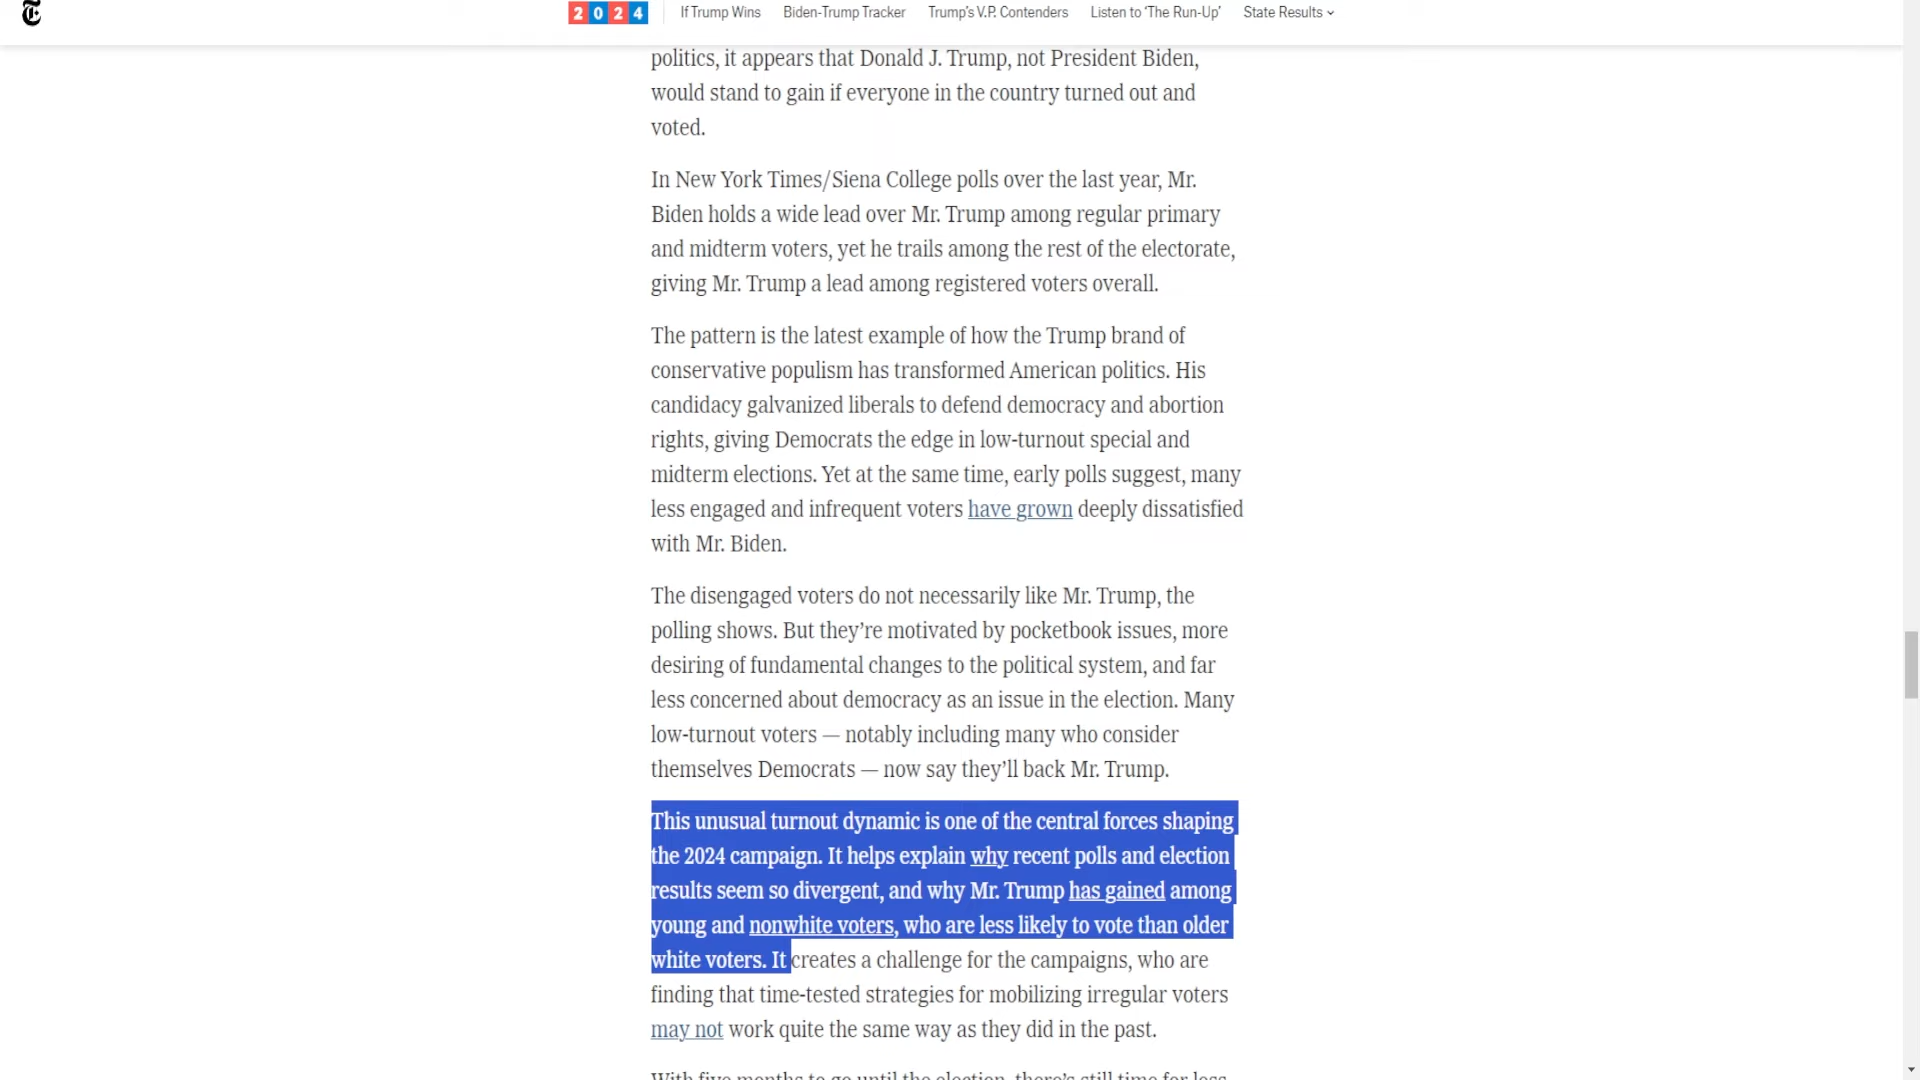 2024 If Trump Wins Biden-Trump Tracker Trump's V.P. Contenders Listen to ‘The Run-Up’ State Results
politics, it appears that Donald J. Trump, not President Biden,
would stand to gain if everyone in the country turned out and
voted.
In New York Times/Siena College polls over the last year, Mr.
Biden holds a wide lead over Mr. Trump among regular primary
and midterm voters, yet he trails among the rest of the electorate,
giving Mr. Trump a lead among registered voters overall.
The pattern is the latest example of how the Trump brand of
conservative populism has transformed American politics. His
candidacy galvanized liberals to defend democracy and abortion
rights, giving Democrats the edge in low-turnout special and
midterm elections. Yet at the same time, early polls suggest, many
less engaged and infrequent voters have grown deeply dissatisfied
with Mr. Biden.
The disengaged voters do not necessarily like Mr. Trump, the
polling shows. But they’re motivated by pocketbook issues, more
desiring of fundamental changes to the political system, and far
less concerned about democracy as an issue in the election. Many
low-turnout voters — notably including many who consider
themselves Democrats — now say they’ll back Mr. Trump.
This unusual turnout dynamic is one of the central forces shaping
the 2024 campaign. It helps explain why recent polls and election
results seem so divergent, and why Mr. Trump has gained among
young and nonwhite voters, who are less likely to vote than older
white voters. It creates a challenge for the campaigns, who are
finding that time-tested strategies for mobilizing irregular voters
may not work quite the same way as they did in the past.
With five months to go until the election, there’s still time for less